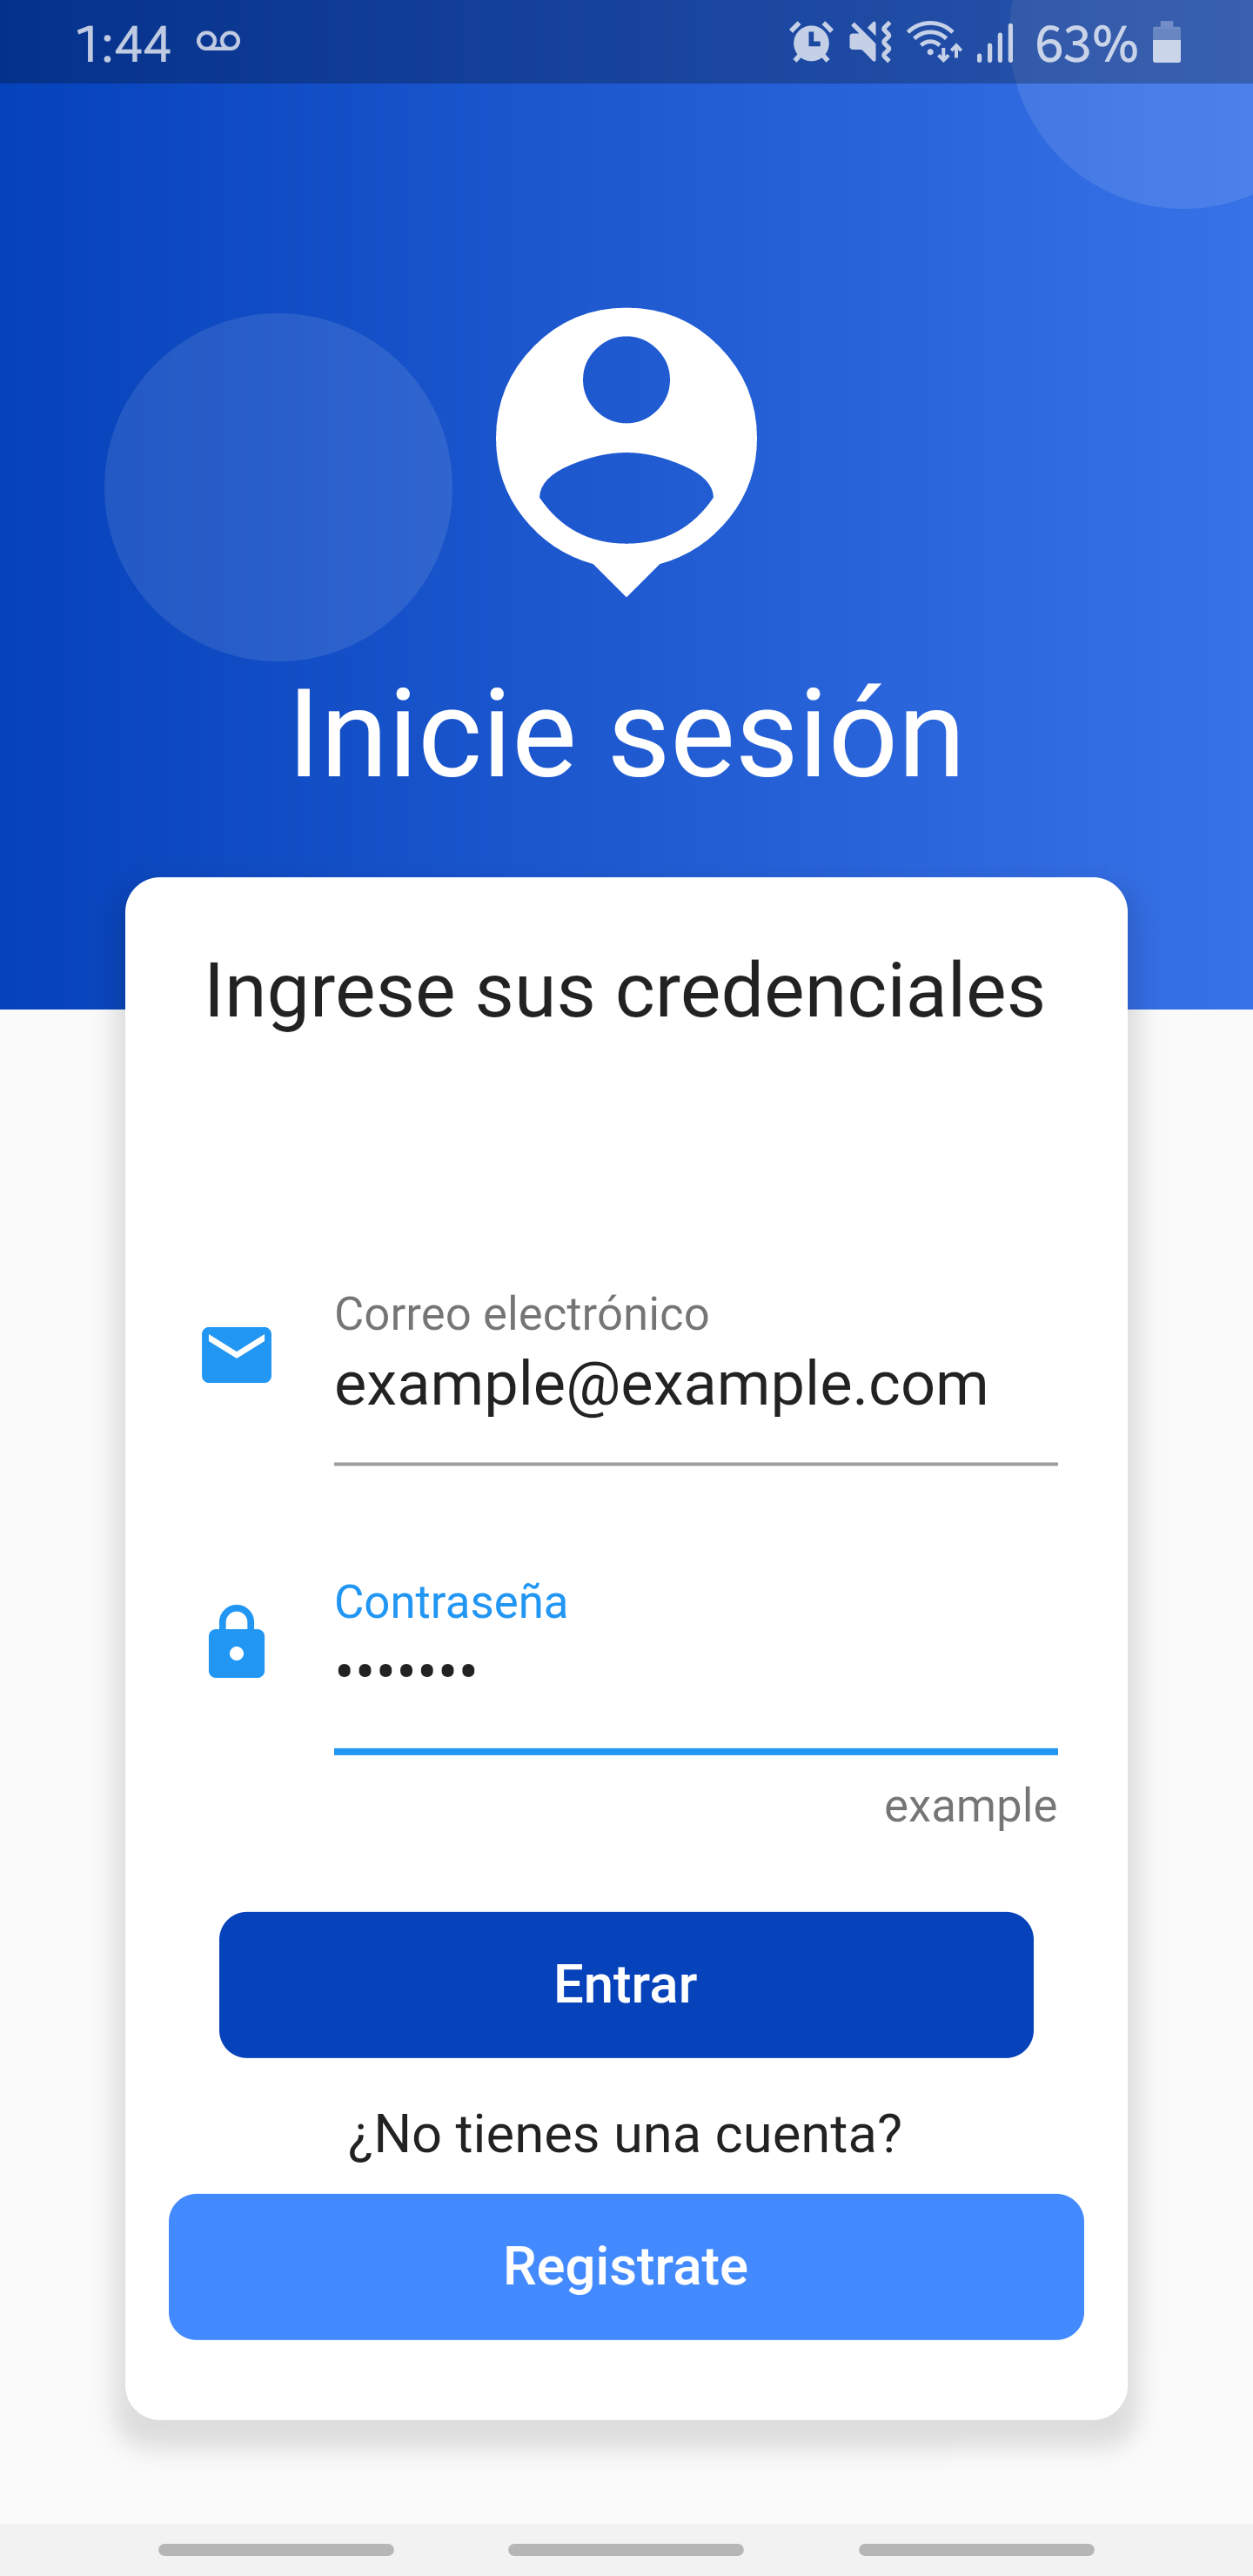 1:44 63%
Inicie sesión
Ingrese sus credenciales
Correo electrónico
example@example.com
Contraseña
•••••••
example
Entrar
¿No tienes una cuenta?
Registrate